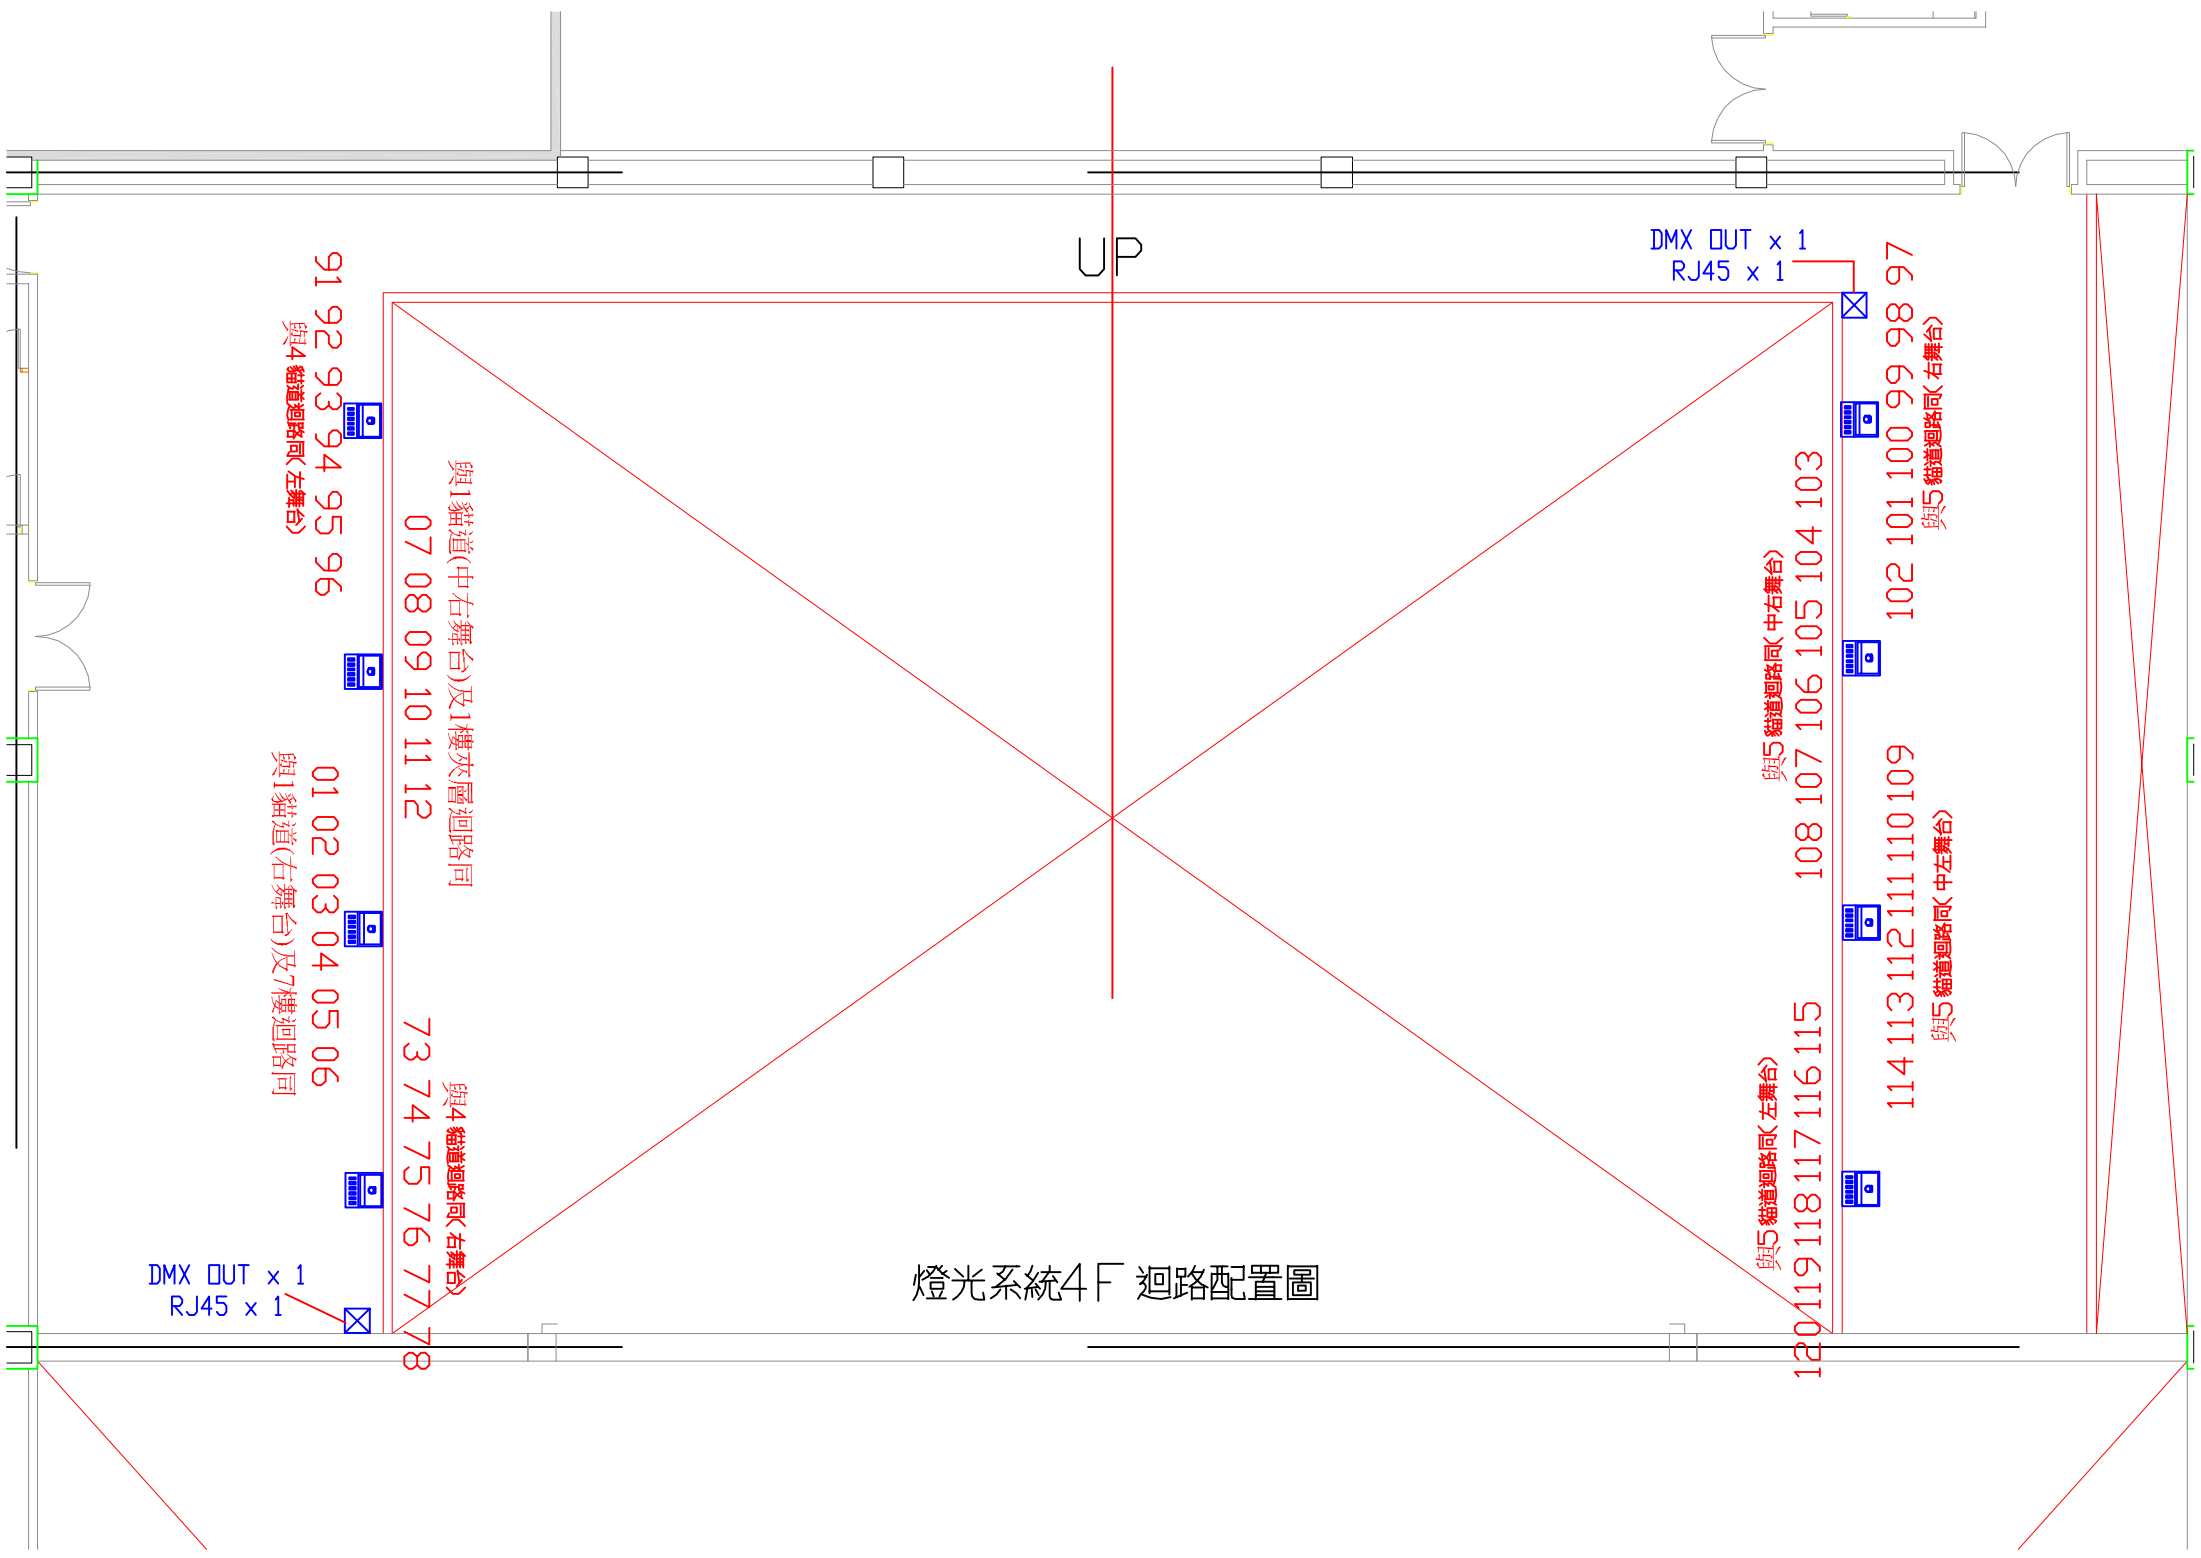 UP
DMX OUT x 1
RJ45 x 1
91 92 93 94 95 96
與4貓道迴路同(左舞台)
07 08 09 10 11 12
與1貓道(中右舞台)及1樓夾層迴路同
01 02 03 04 05 06
與1貓道(右舞台)及7樓迴路同
73 74 75 76 77 78
與4貓道迴路同(右舞台)
102 101 100 99 98 97
與5貓道迴路同(右舞台)
與5貓道迴路同(中右舞台)
108 107 106 105 104 103
114 113 112 111 110 109
與5貓道迴路同(中左舞台)
與5貓道迴路同(左舞台)
120 119 118 117 116 115
DMX OUT x 1
RJ45 x 1
燈光系統4F 迴路配置圖